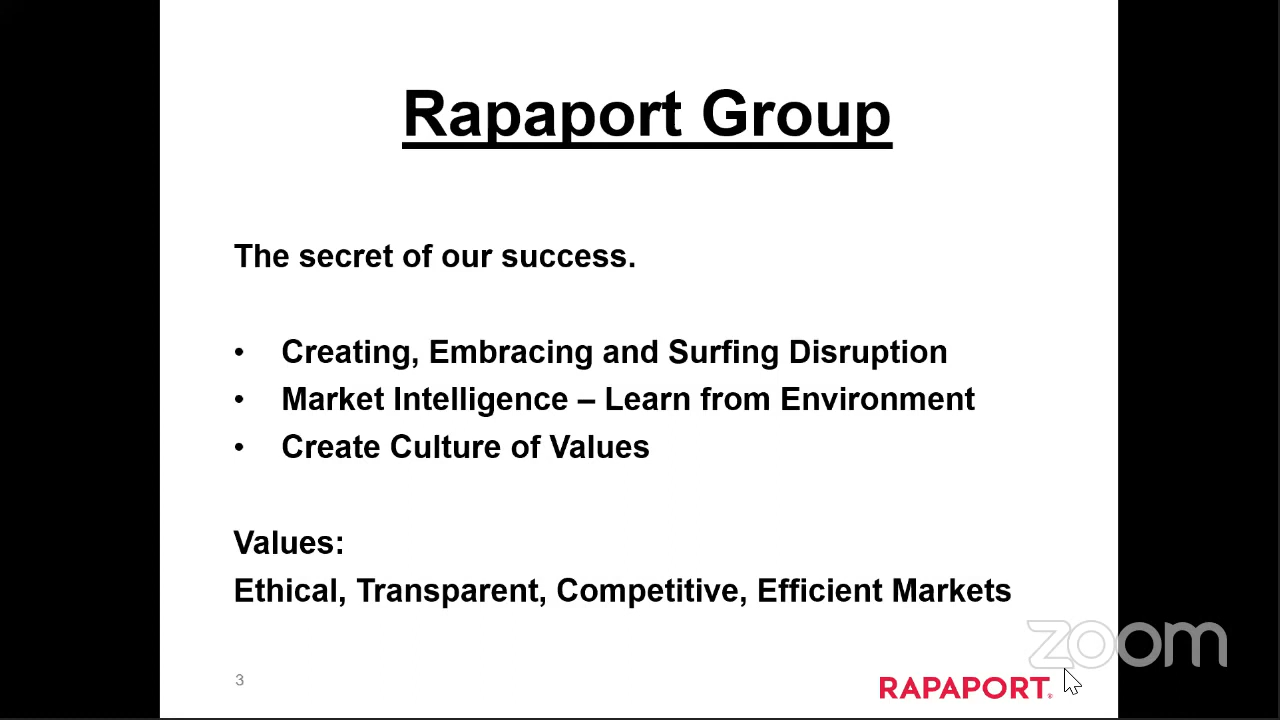 Rapaport Group
The secret of our success.
• Creating, Embracing and Surfing Disruption
• Market Intelligence – Learn from Environment
• Create Culture of Values
Values:
Ethical, Transparent, Competitive, Efficient Markets
zoom
3
RAPAPORT®